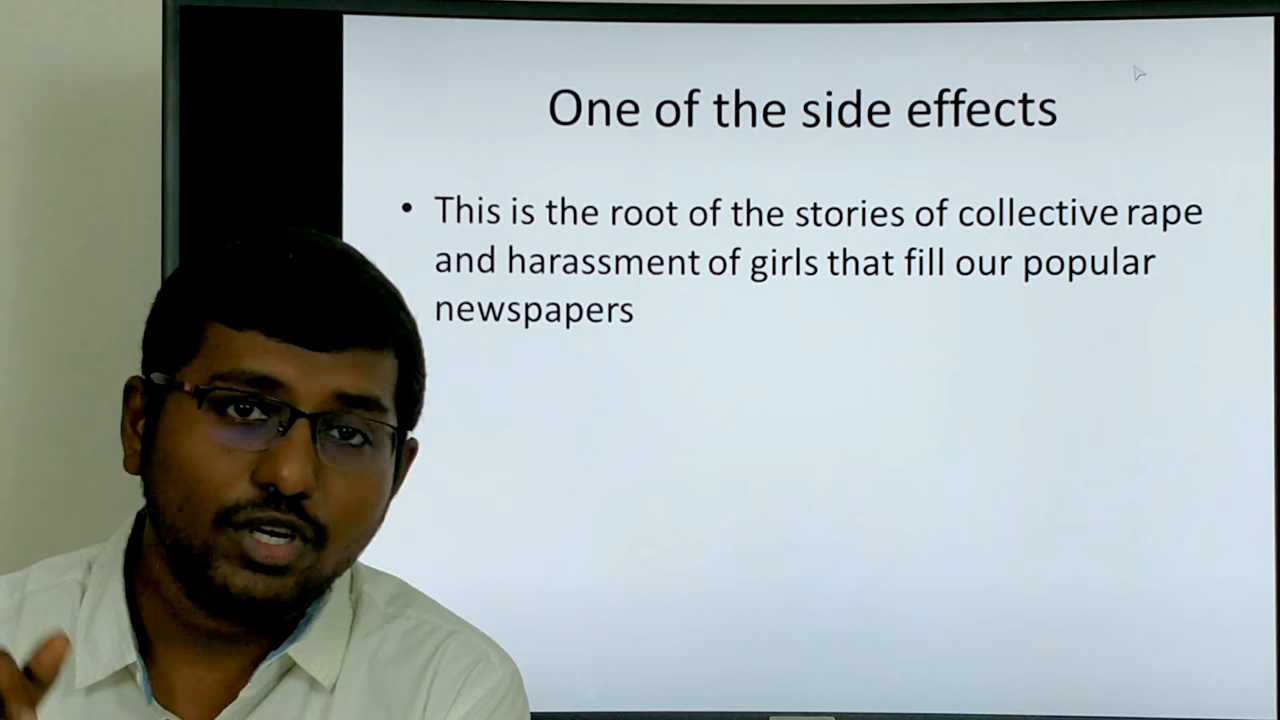 One of the side effects
• This is the root of the stories of collective rape
and harassment of girls that fill our popular
newspapers